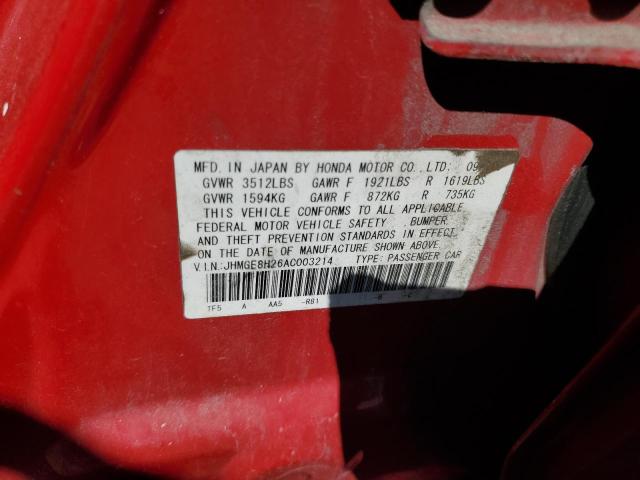 MFD. IN JAPAN BY HONDA MOTOR CO.,LTD: 09
GVWR 3512LBS GAWR F 1921LBS R 1619LBS
GVWR 1594KG GAWR F 872KG R 735KG
THIS VEHICLE CONFORMS TO ALL APPLICABLE
FEDERAL MOTOR VEHICLE SAFETY, BUMPER,
AND THEFT PREVENTION STANDARDS IN EFFECT
ON THE DATE OF MANUFACTURE SHOWN ABOVE.
V.I.N.:JHMGE8H26AC003214 TYPE: PASSENGER CAR
TF5 A AA5 -R81 -B -C